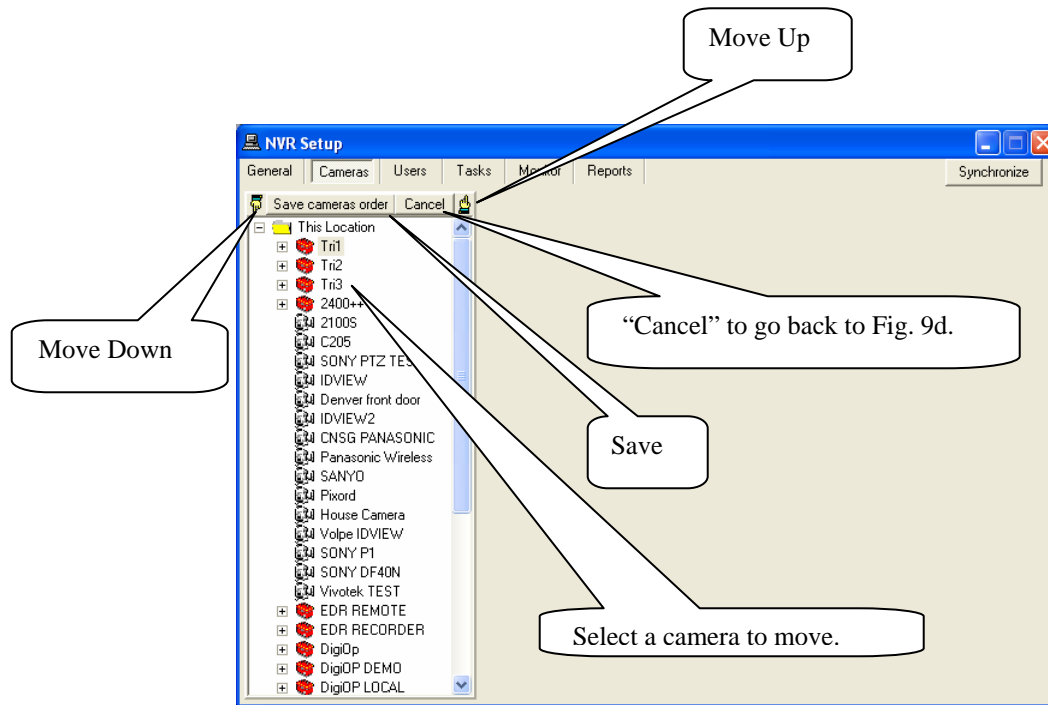 Move Up
NVR Setup
General Cameras Users Tasks Monitor Reports Synchronize
Save cameras order Cancel
This Location
Tri1
Tri2
Tri3
2400++
2100S
C205
SONY PTZ TES
IDVIEW
Denver front door
IDVIEW2
CNSG PANASONIC
Panasonic Wireless
SANYO
Pixord
House Camera
Volpe IDVIEW
SONY P1
SONY DF40N
Vivotek TEST
EDR REMOTE
EDR RECORDER
DigiOp
DigiOP DEMO
DigiOP LOCAL
Move Down
“Cancel” to go back to Fig. 9d.
Save
Select a camera to move.